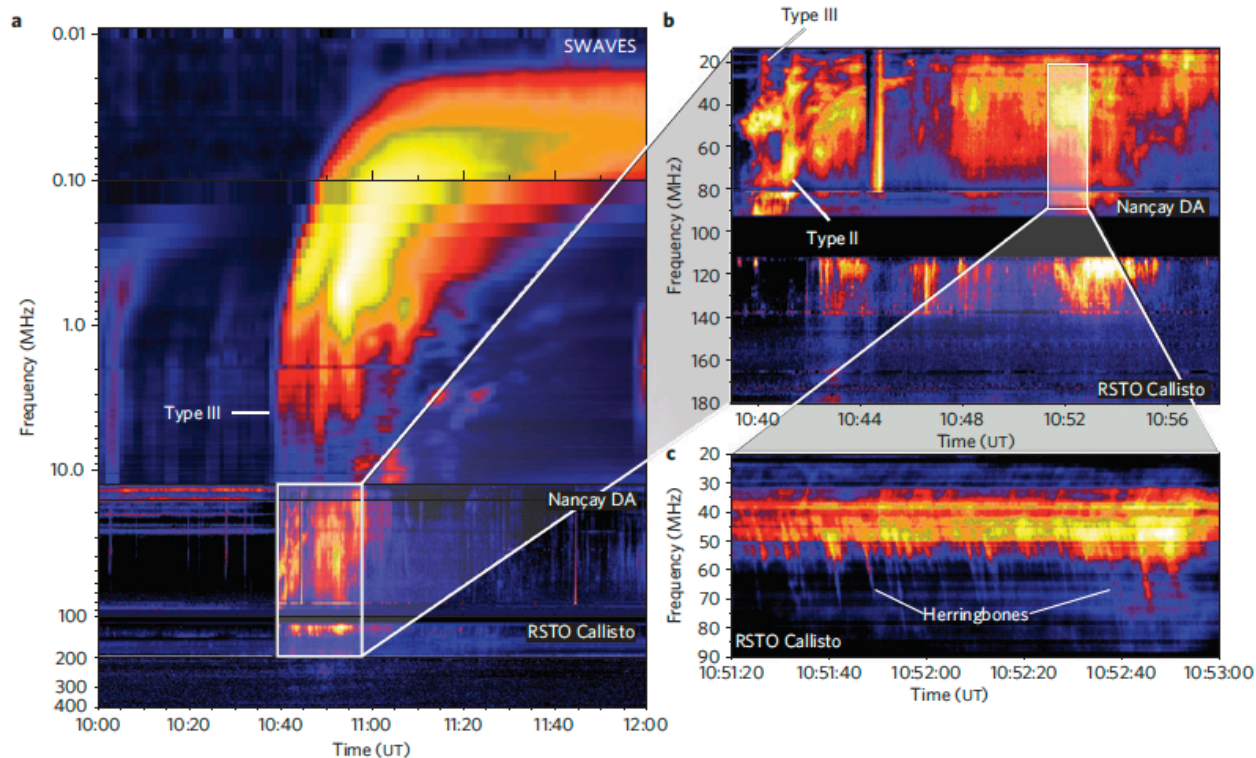 a
SWAVES
Type III
Nançay DA
RSTO Callisto
Frequency (MHz)
0.01
0.10
1.0
10.0
100
200
300
400
10:00 10:20 10:40 11:00 11:20 11:40 12:00
Time (UT)
b
Type III
Type II
Nançay DA
RSTO Callisto
Frequency (MHz)
20
40
60
80
100
120
140
160
180
10:40 10:44 10:48 10:52 10:56
Time (UT)
c
Herringbones
RSTO Callisto
Frequency (MHz)
20
30
40
50
60
70
80
90
10:51:20 10:51:40 10:52:00 10:52:20 10:52:40 10:53:00
Time (UT)